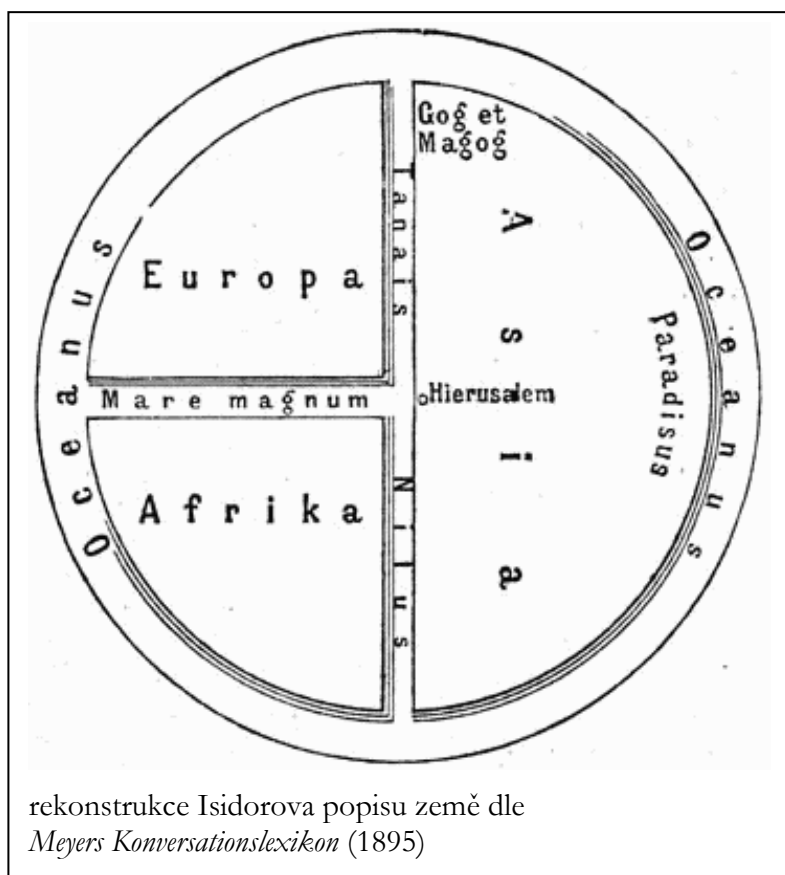 Gog et
Magog
Tanais
Asia
Oceanus
Europa
Oceanus
Paradisus
Mare magnum
Hierusalem
Afrika
Nilus
rekonstrukce Isidorova popisu země dle
Meyers Konversationslexikon (1895)